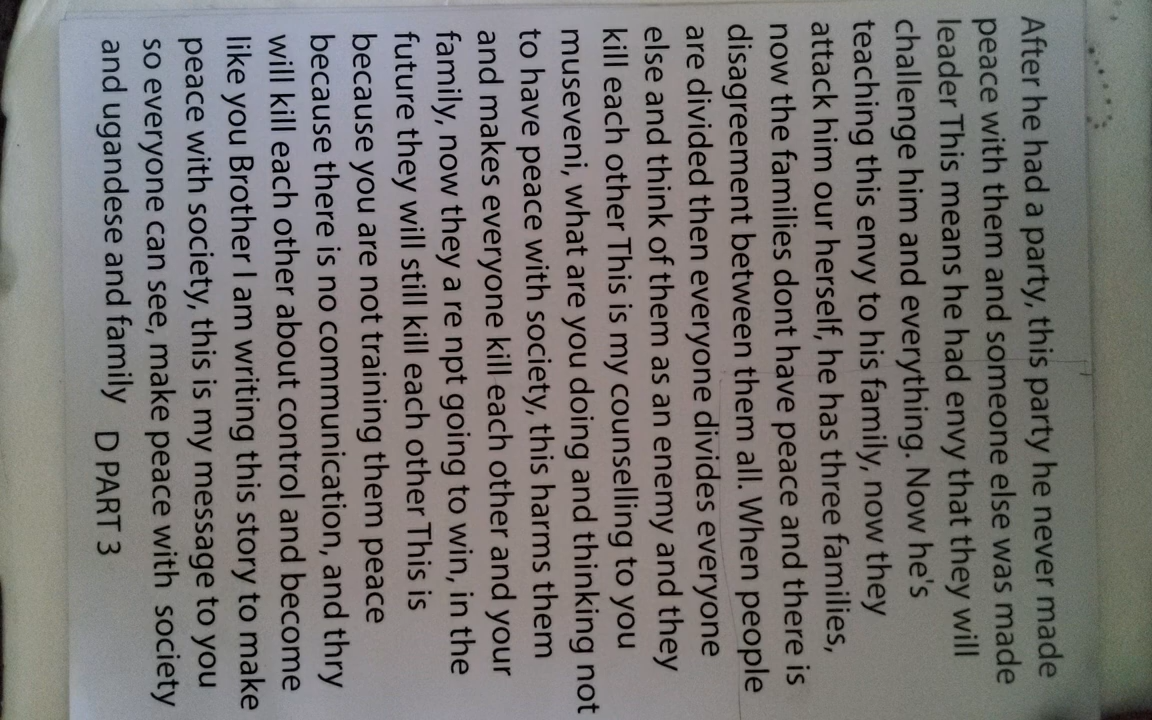 After he had a party, this party he never made
peace with them and someone else was made
leader This means he had envy that they will
challenge him and everything. Now he's
teaching this envy to his family, now they
attack him our herself, he has three families,
now the families dont have peace and there is
disagreement between them all. When people
are divided then everyone divides everyone
else and think of them as an enemy and they
kill each other This is my counselling to you
museveni, what are you doing and thinking not
to have peace with society, this harms them
and makes everyone kill each other and your
family, now they a re npt going to win, in the
future they will still kill each other This is
because you are not training them peace
because there is no communication, and thry
will kill each other about control and become
like you Brother I am writing this story to make
peace with society, this is my message to you
so everyone can see, make peace with society
and ugandese and family D PART 3